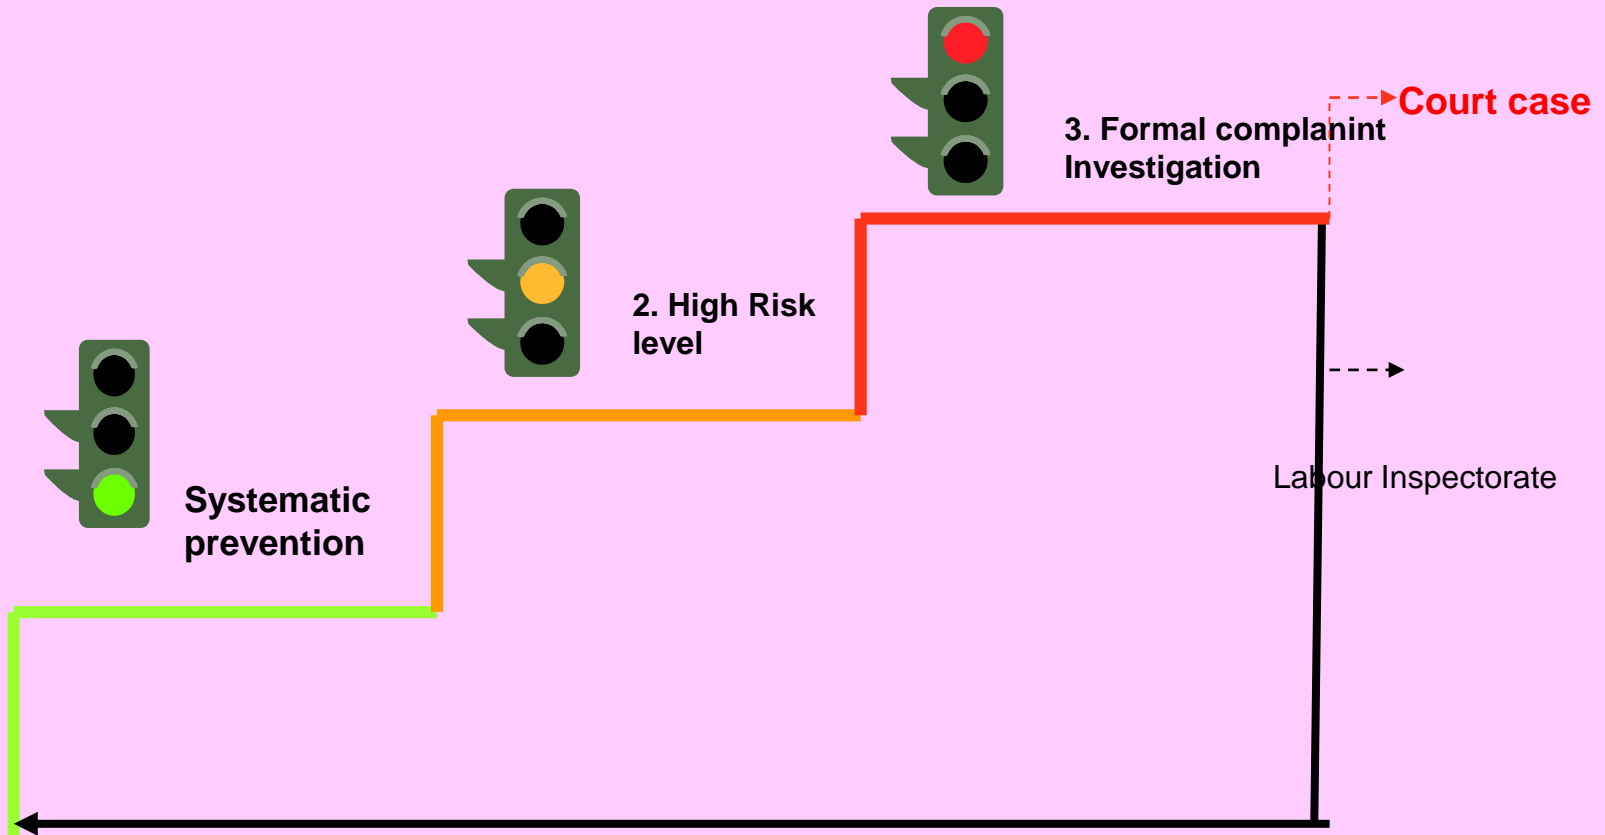 Court case
3. Formal complanint
Investigation
2. High Risk
level
Systematic
prevention
Labour Inspectorate